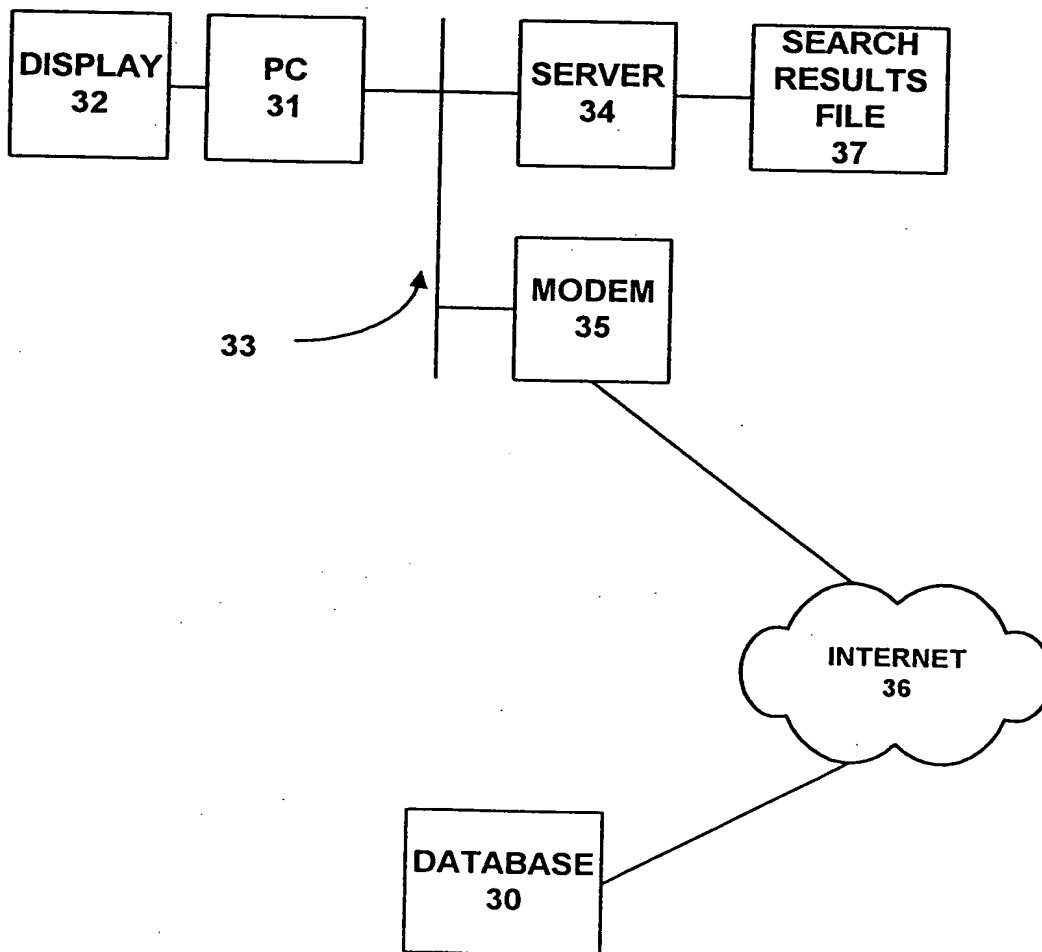 DISPLAY
32
PC
31
SERVER
34
SEARCH
RESULTS
FILE
37
MODEM
35
33
INTERNET
36
DATABASE
30